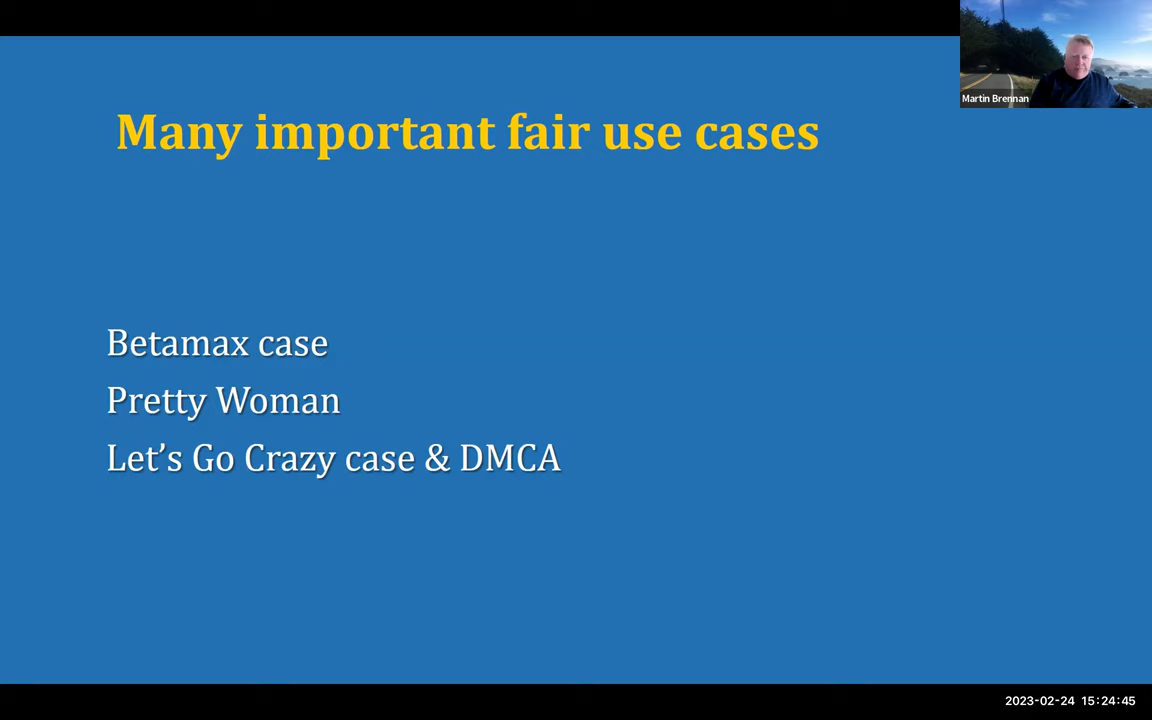 Martin Brennan
Many important fair use cases
Betamax case
Pretty Woman
Let’s Go Crazy case & DMCA
2023-02-24 15:24:45